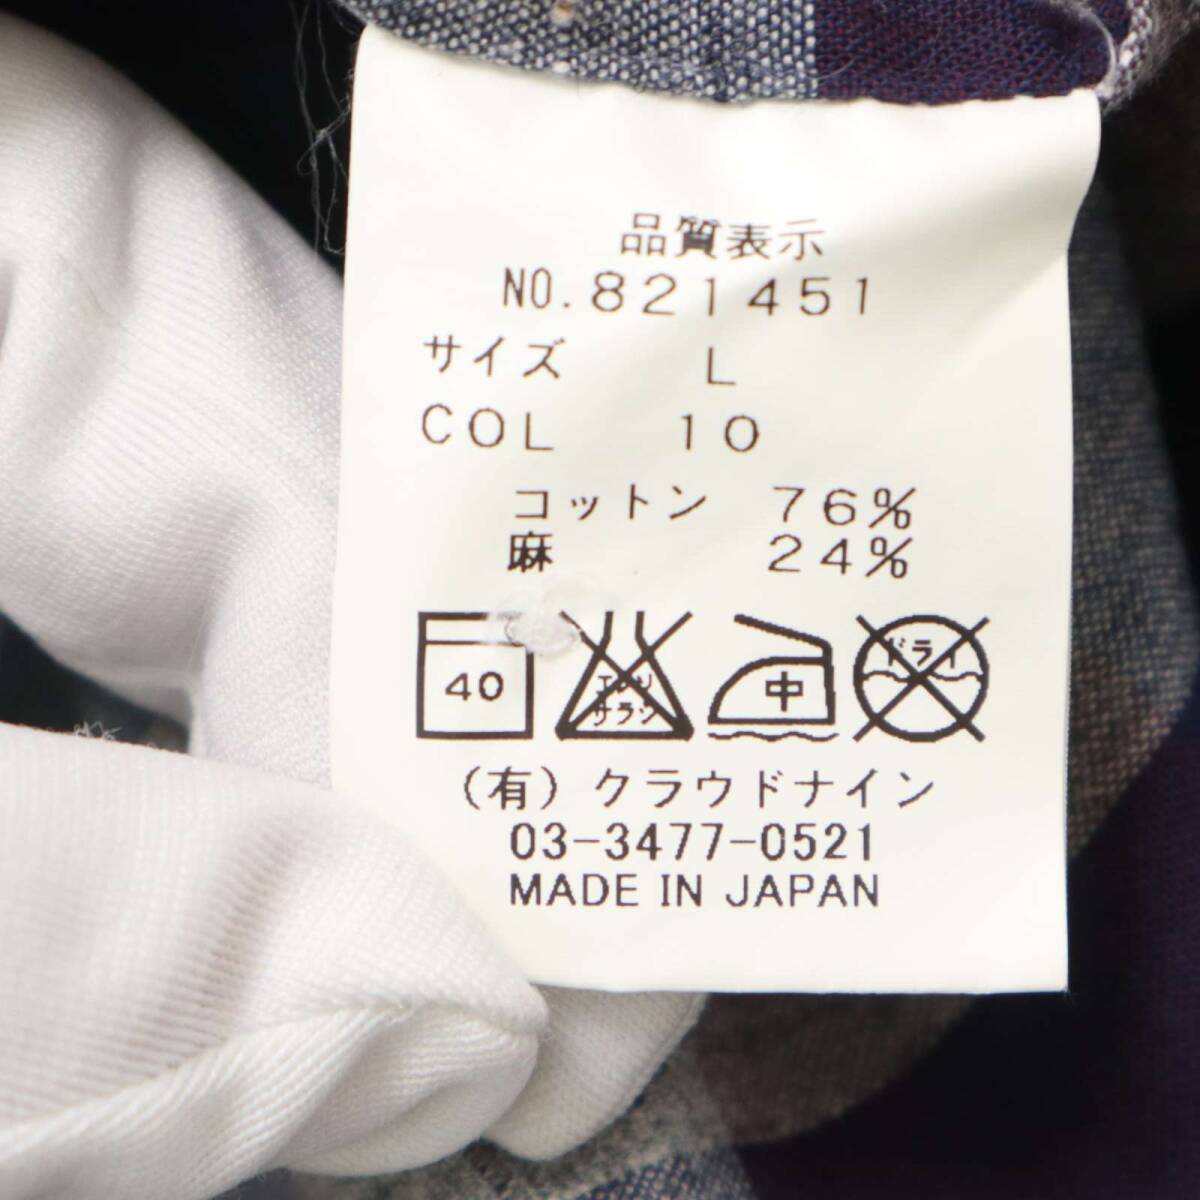 品質表示
NO.821451
サイズ L
COL 10
コットン 76%
麻 24%
40
エンソ
サラシ
中
ドライ
(有)クラウドナイン
03-3477-0521
MADE IN JAPAN